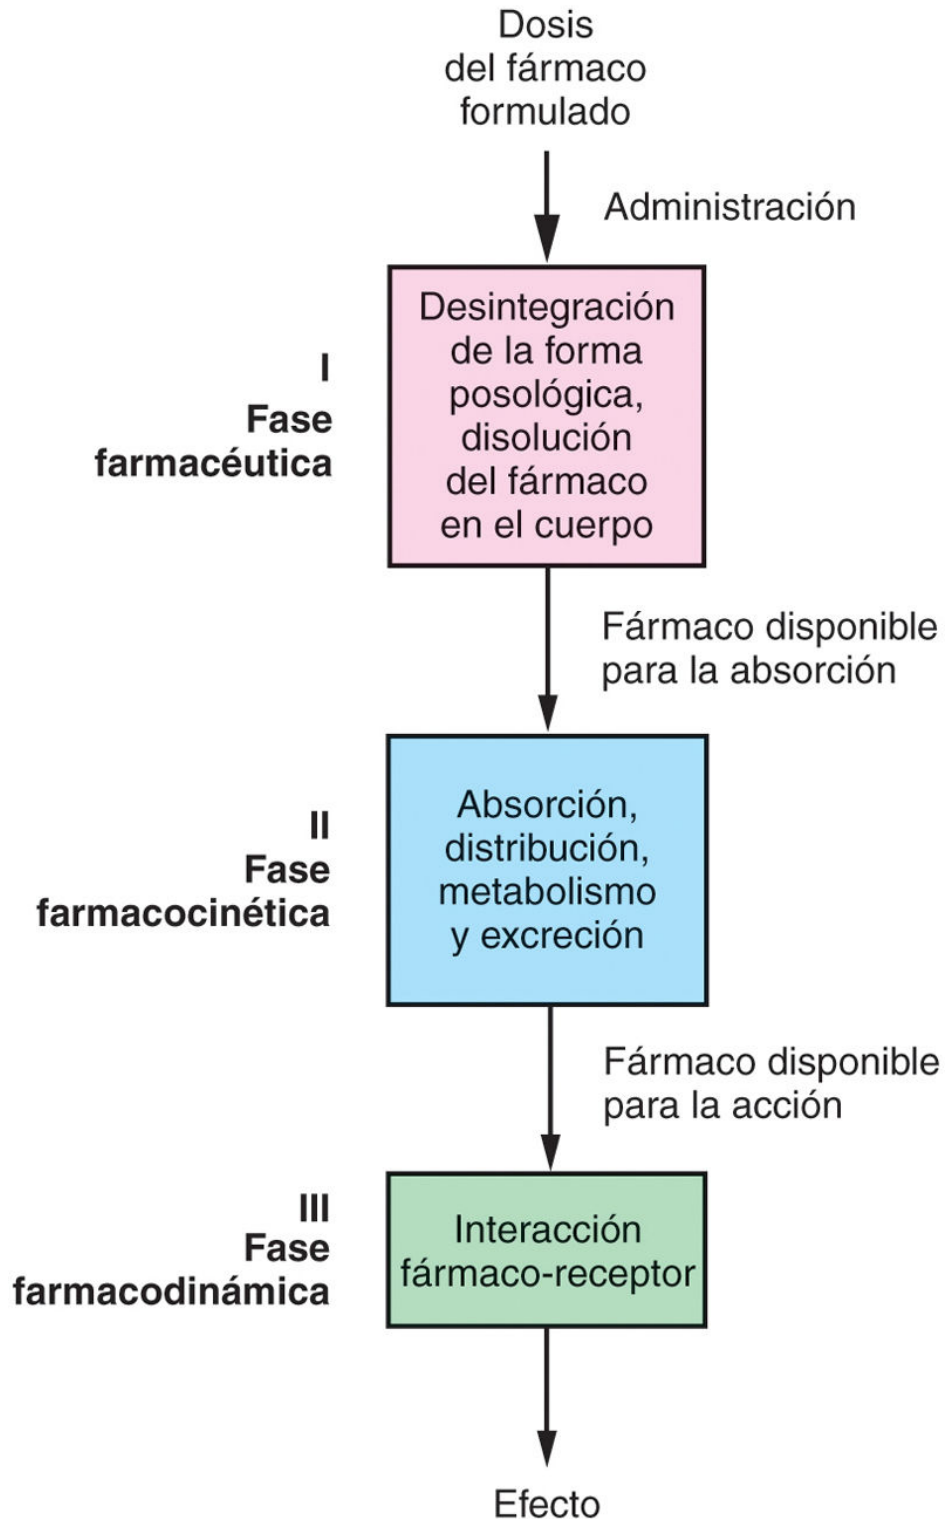 Dosis
del fármaco
formulado
Administración
I
Fase
farmacéutica
Desintegración
de la forma
posológica,
disolución
del fármaco
en el cuerpo
Fármaco disponible
para la absorción
II
Fase
farmacocinética
Absorción,
distribución,
metabolismo
y excreción
Fármaco disponible
para la acción
III
Fase
farmacodinámica
Interacción
fármaco-receptor
Efecto